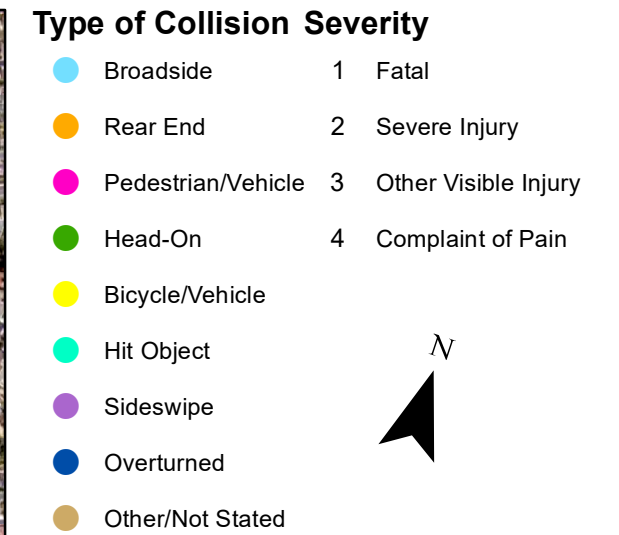 Type of Collision Severity
Broadside 1 Fatal
Rear End 2 Severe Injury
Pedestrian/Vehicle 3 Other Visible Injury
Head-On 4 Complaint of Pain
Bicycle/Vehicle
Hit Object
N
Sideswipe
Overturned
Other/Not Stated